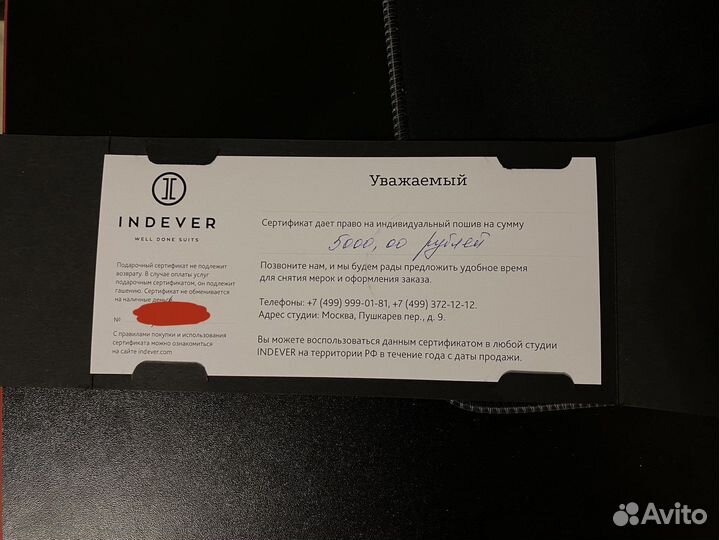 INDEVER
WELL DONE SUITS
Подарочный сертификат не подлежит
возврату. В случае оплаты услуг
подарочным сертификатом, он подлежит
гашению. Сертификат не обменивается
на наличные деньги.
№
С правилами покупки и использования
сертификата можно ознакомиться
на сайте indever.com
Уважаемый
Сертификат дает право на индивидуальный пошив на сумму
5000,00 рублей
Позвоните нам, и мы будем рады предложить удобное время
для снятия мерок и оформления заказа.
Телефоны: +7 (499) 999-01-81, +7 (499) 372-12-12.
Адрес студии: Москва, Пушкарев пер., д. 9.
Вы можете воспользоваться данным сертификатом в любой студии
INDEVER на территории РФ в течение года с даты продажи.
Avito